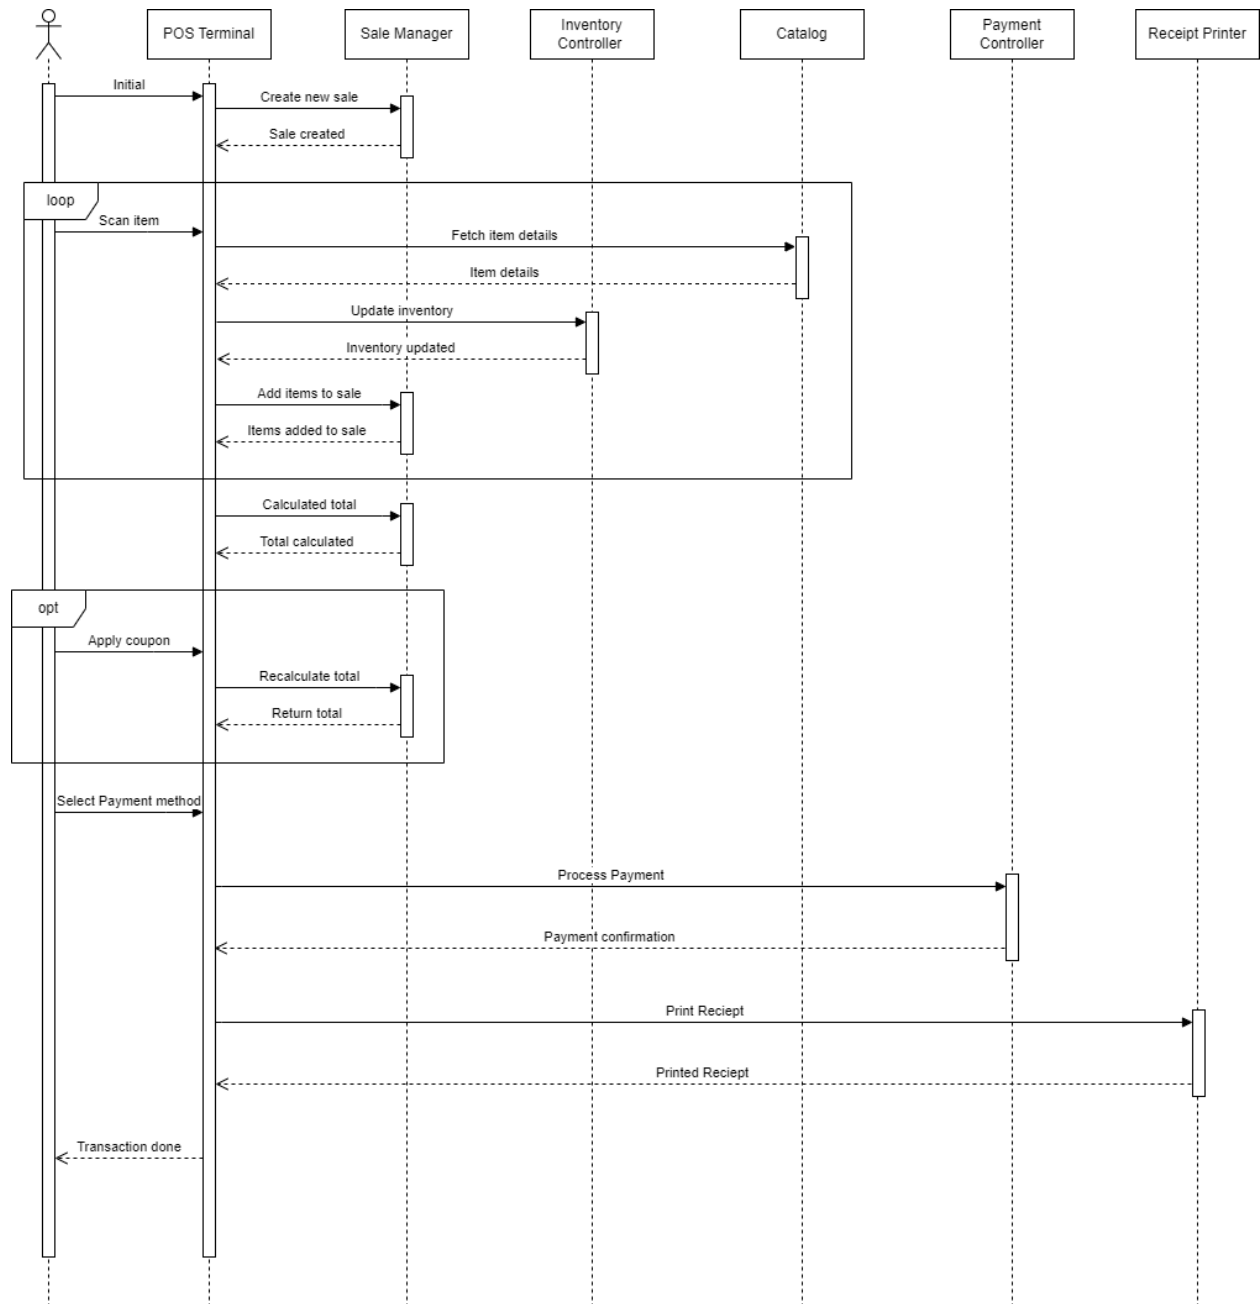 POS Terminal
Sale Manager
Inventory
Controller
Catalog
Payment
Controller
Receipt Printer
Initial
Create new sale
Sale created
loop
Scan item
Fetch item details
Item details
Update inventory
Inventory updated
Add items to sale
Items added to sale
Calculated total
Total calculated
opt
Apply coupon
Recalculate total
Return total
Select Payment method
Process Payment
Payment confirmation
Print Reciept
Printed Reciept
Transaction done